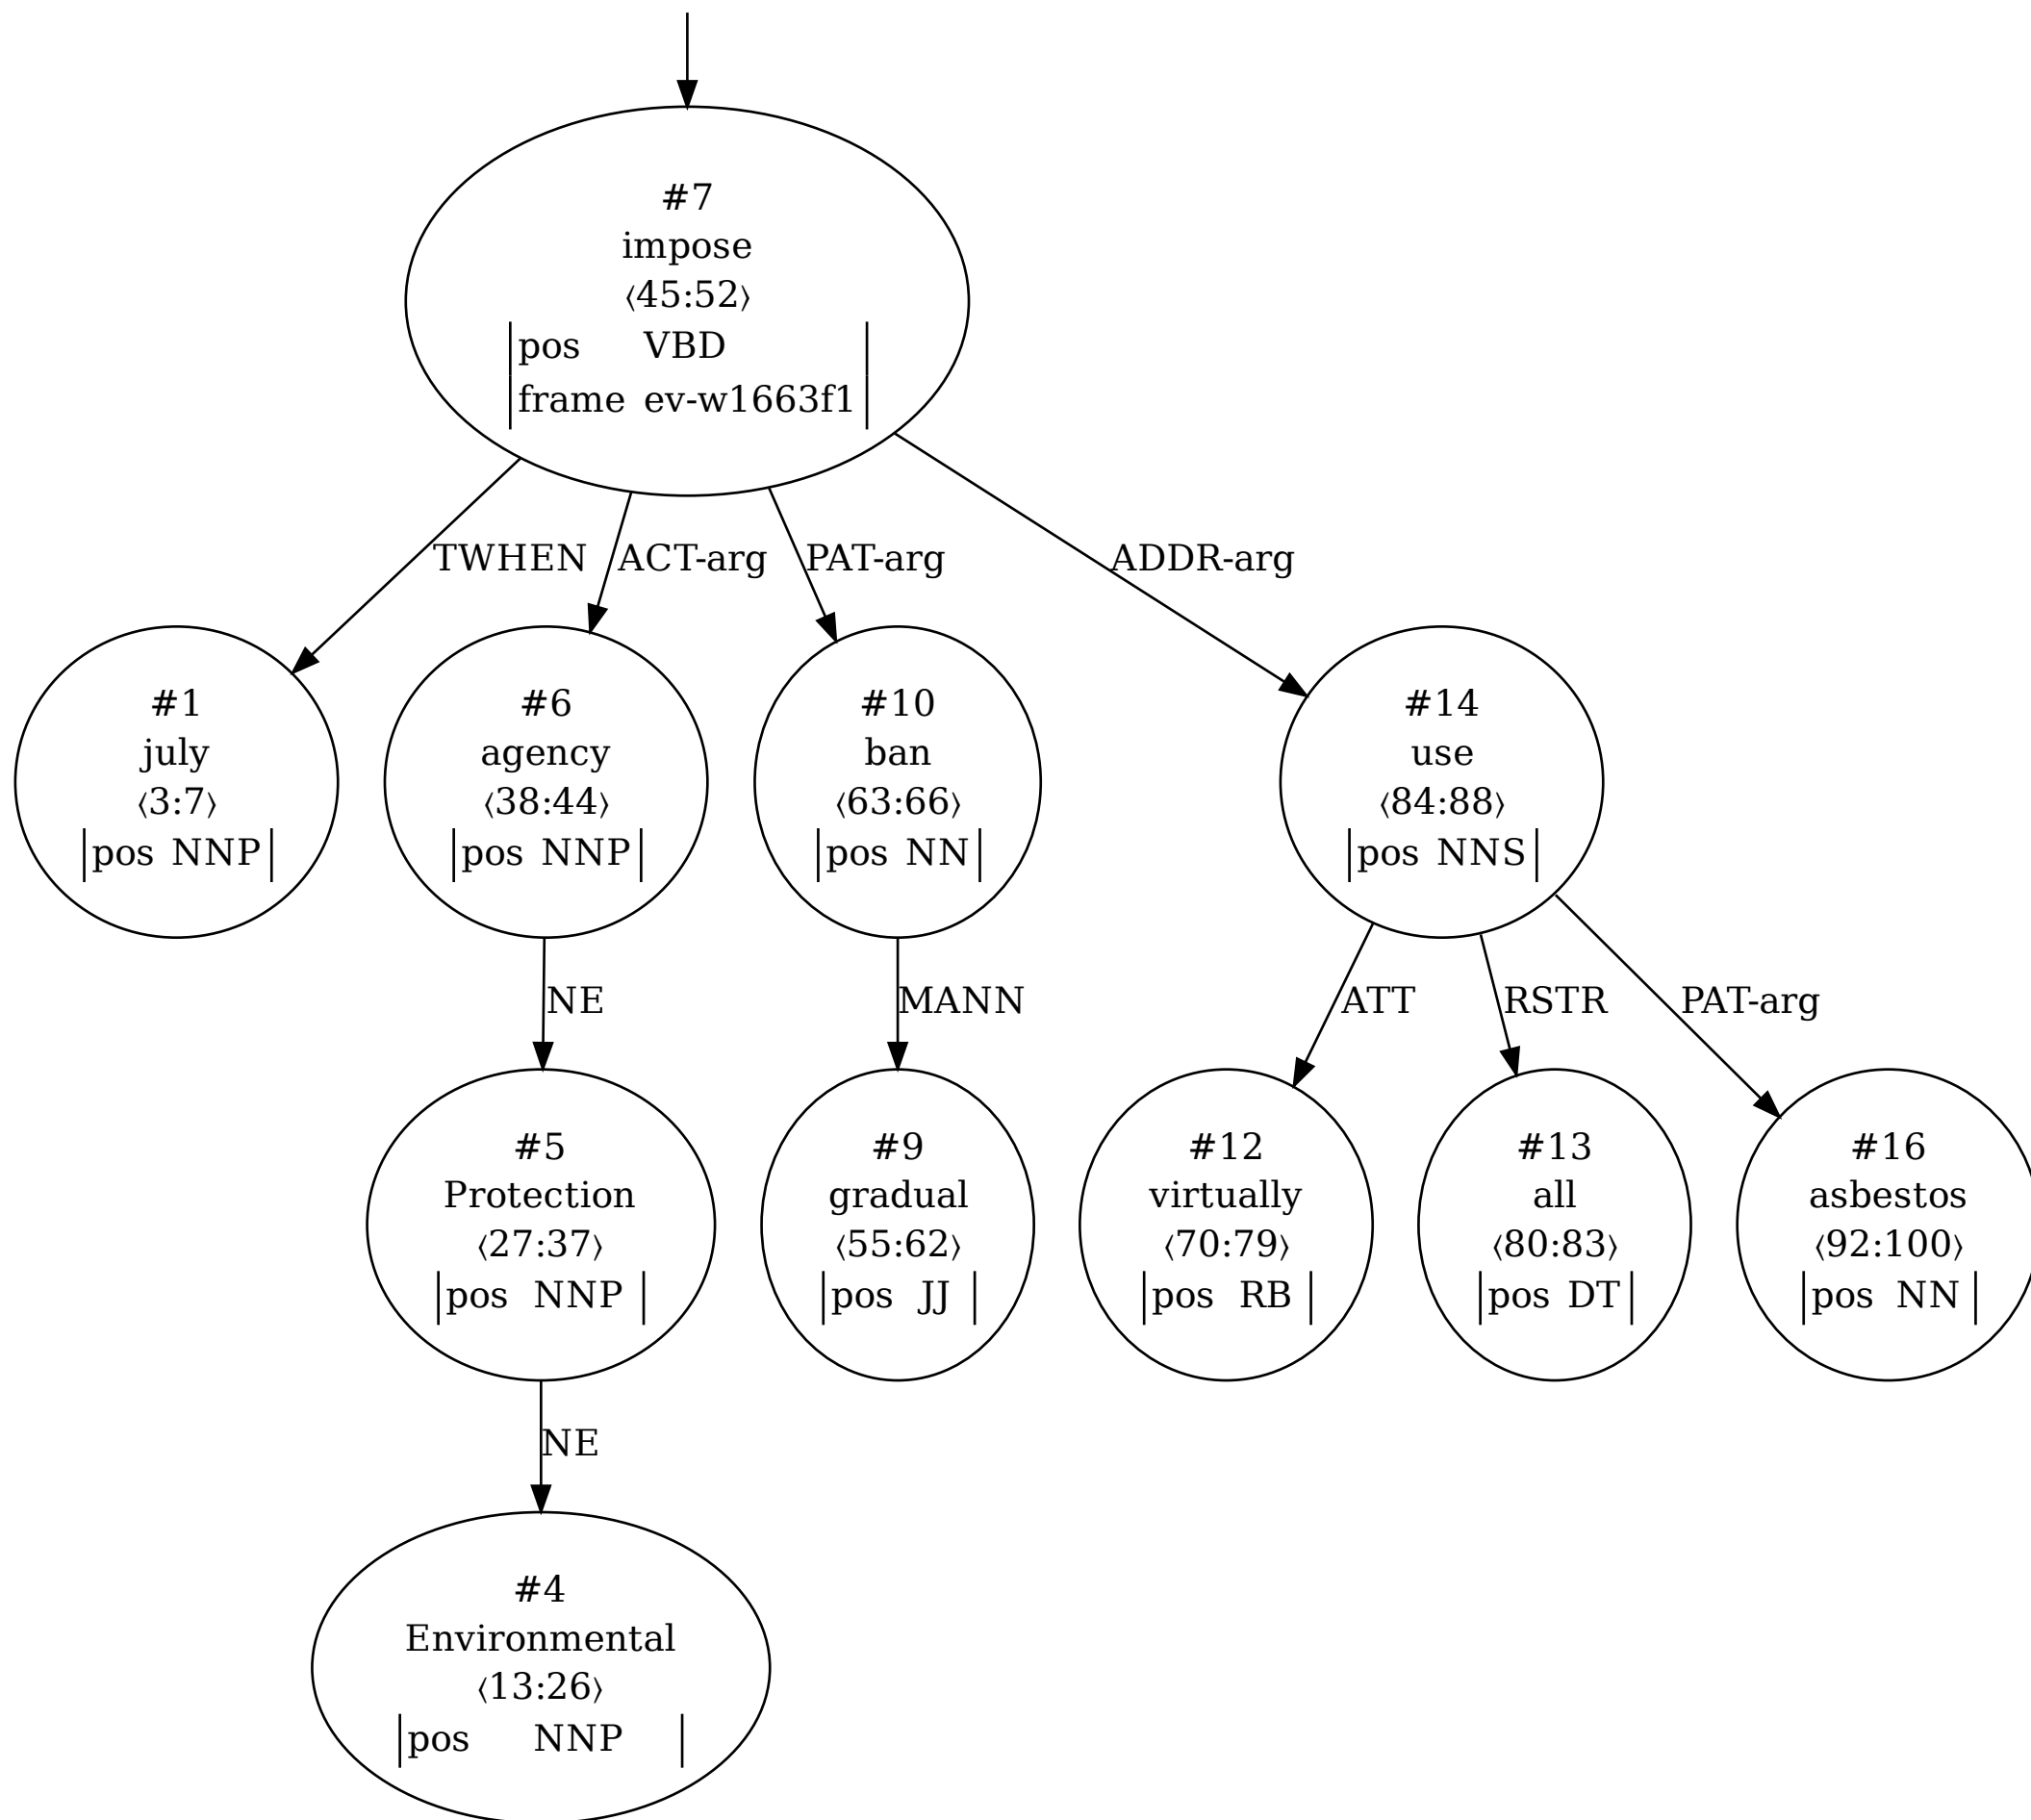 #7
impose
⟨45:52⟩
pos VBD
frame ev-w1663f1
TWHEN
ACT-arg
PAT-arg
ADDR-arg
#1
july
⟨3:7⟩
pos NNP
#6
agency
⟨38:44⟩
pos NNP
#10
ban
⟨63:66⟩
pos NN
#14
use
⟨84:88⟩
pos NNS
NE
MANN
ATT
RSTR
PAT-arg
#5
Protection
⟨27:37⟩
pos NNP
#9
gradual
⟨55:62⟩
pos JJ
#12
virtually
⟨70:79⟩
pos RB
#13
all
⟨80:83⟩
pos DT
#16
asbestos
⟨92:100⟩
pos NN
NE
#4
Environmental
⟨13:26⟩
pos NNP